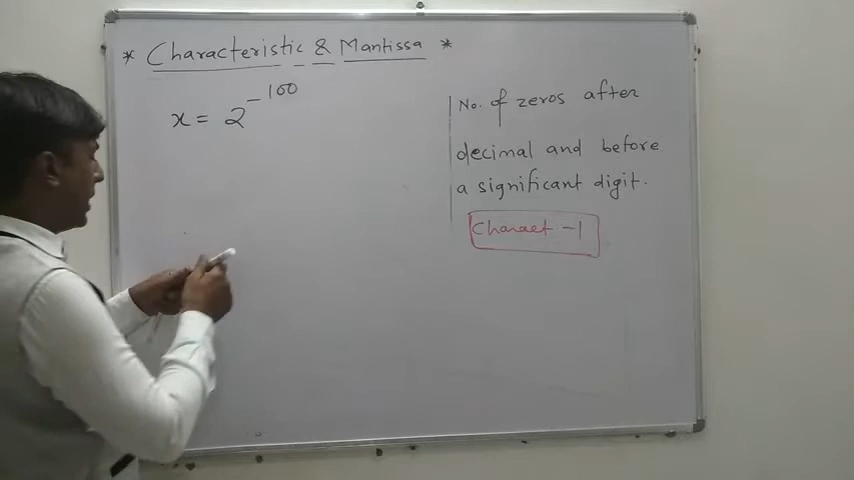 * Characteristic & Mantissa *
x = 2^-100
No. of zeros after
decimal and before
a significant digit.
Charact - 1